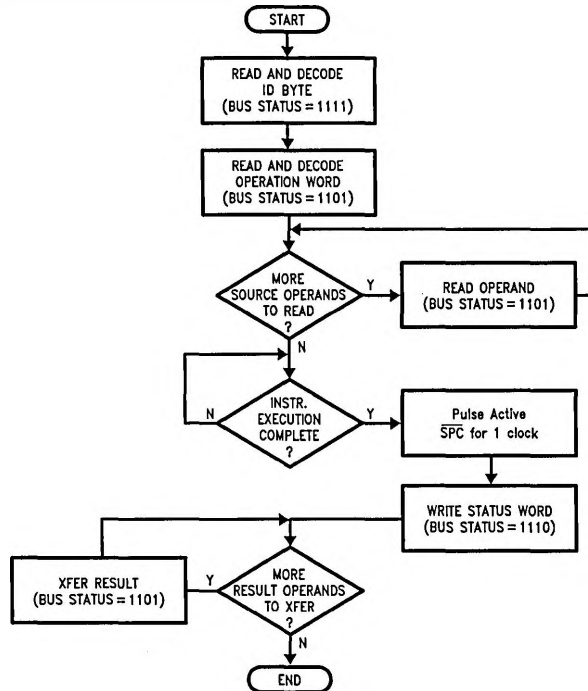 START
READ AND DECODE
ID BYTE
(BUS STATUS = 1111)
READ AND DECODE
OPERATION WORD
(BUS STATUS = 1101)
MORE
SOURCE OPERANDS
TO READ
?
Y
N
READ OPERAND
(BUS STATUS = 1101)
INSTR.
EXECUTION
COMPLETE
?
N
Y
Pulse Active
SPC for 1 clock
WRITE STATUS WORD
(BUS STATUS = 1110)
XFER RESULT
(BUS STATUS = 1101)
Y
MORE
RESULT OPERANDS
TO XFER
?
N
END